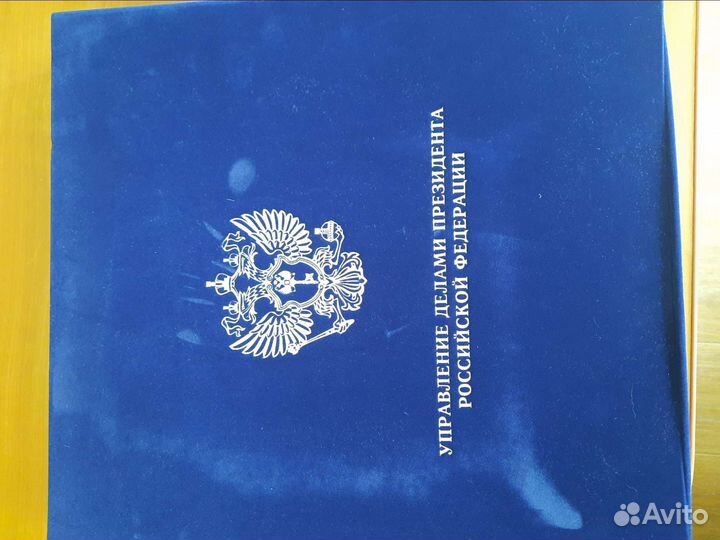 УПРАВЛЕНИЕ ДЕЛАМИ ПРЕЗИДЕНТА
РОССИЙСКОЙ ФЕДЕРАЦИИ
Avito